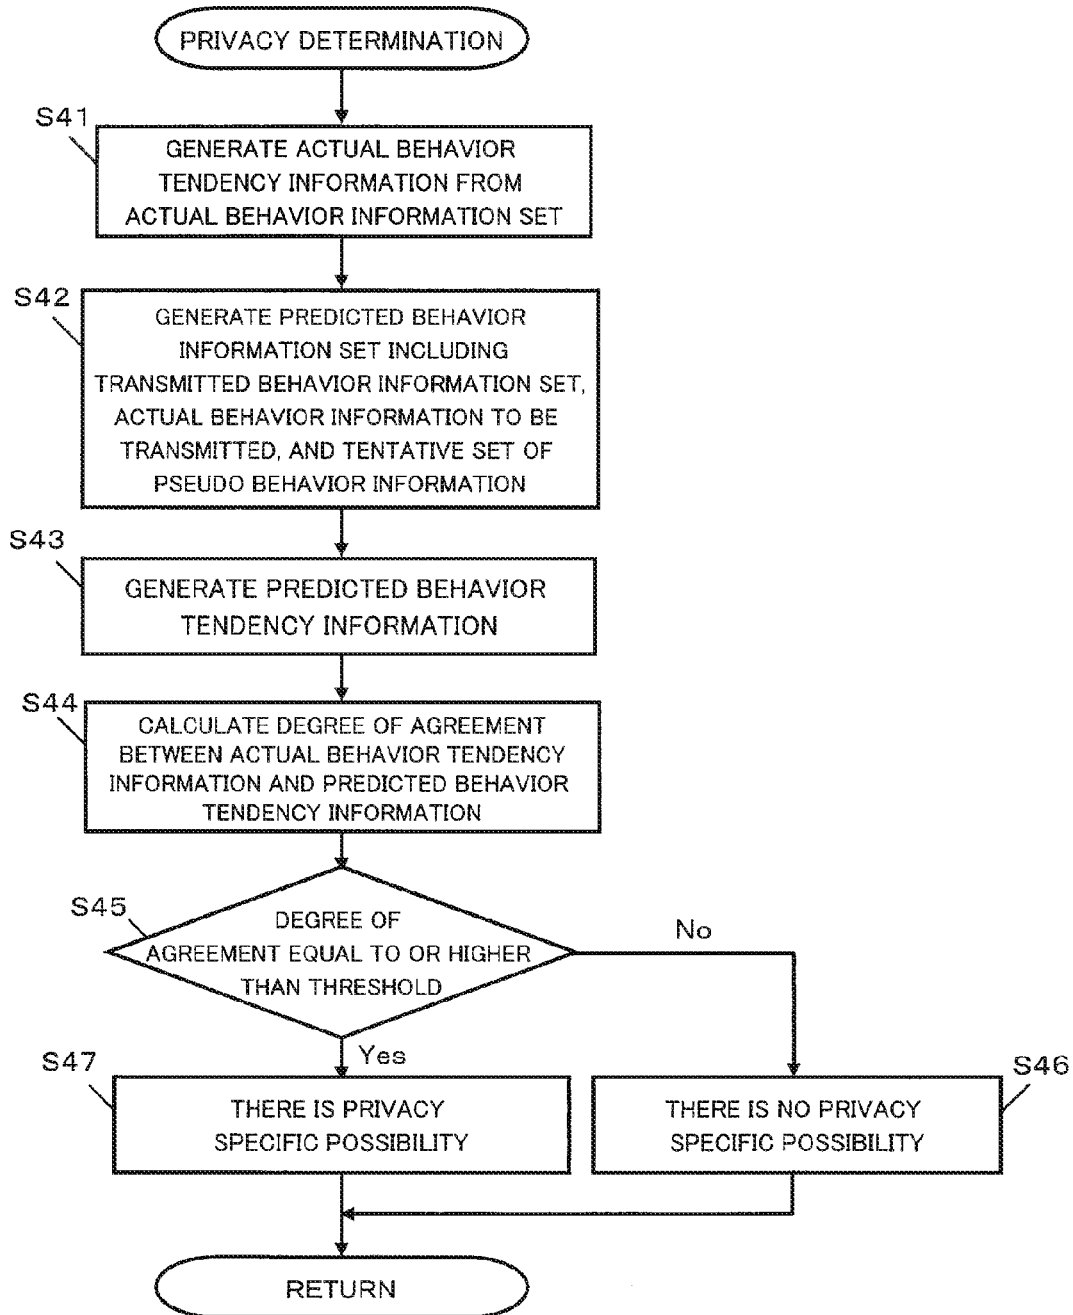 PRIVACY DETERMINATION
S41
GENERATE ACTUAL BEHAVIOR
TENDENCY INFORMATION FROM
ACTUAL BEHAVIOR INFORMATION SET
S42
GENERATE PREDICTED BEHAVIOR
INFORMATION SET INCLUDING
TRANSMITTED BEHAVIOR INFORMATION SET,
ACTUAL BEHAVIOR INFORMATION TO BE
TRANSMITTED, AND TENTATIVE SET OF
PSEUDO BEHAVIOR INFORMATION
S43
GENERATE PREDICTED BEHAVIOR
TENDENCY INFORMATION
S44
CALCULATE DEGREE OF AGREEMENT
BETWEEN ACTUAL BEHAVIOR TENDENCY
INFORMATION AND PREDICTED BEHAVIOR
TENDENCY INFORMATION
S45
DEGREE OF
AGREEMENT EQUAL TO OR HIGHER
THAN THRESHOLD
No
Yes
S47
THERE IS PRIVACY
SPECIFIC POSSIBILITY
S46
THERE IS NO PRIVACY
SPECIFIC POSSIBILITY
RETURN